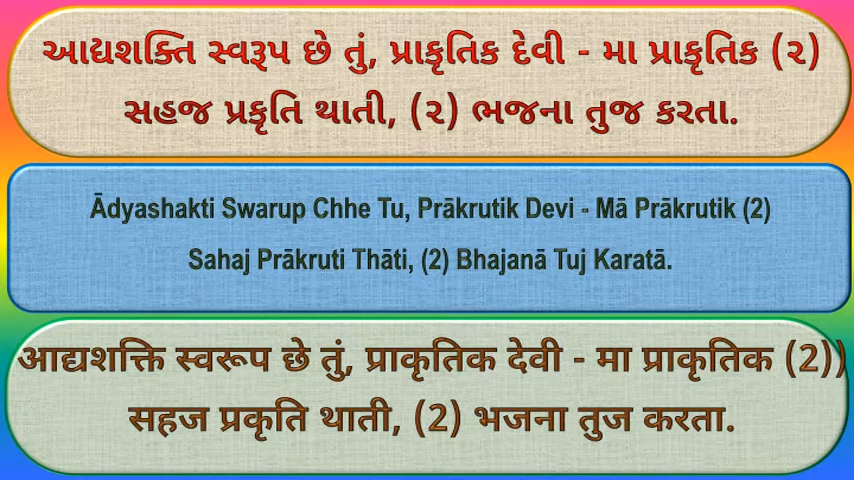 આદ્યશક્તિ સ્વરૂપ છે તું, પ્રાકૃતિક દેવી - મા પ્રાકૃતિક (૨)
સહજ પ્રકૃતિ થાતી, (૨) ભજના તુજ કરતા.
Ādyashakti Swarup Chhe Tu, Prākrutik Devi - Mā Prākrutik (2)
Sahaj Prākruti Thāti, (2) Bhajanā Tuj Karatā.
आद्यशक्ति स्वरूप छे तुं, प्राकृतिक देवी - मा प्राकृतिक (2))
सहज प्रकृति थाती, (2) भजना तुज करता.